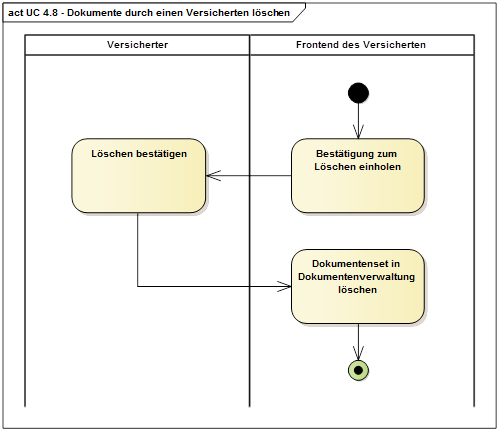 act UC 4.8 - Dokumente durch einen Versicherten löschen
Versicherter
Frontend des Versicherten
Löschen bestätigen
Bestätigung zum
Löschen einholen
Dokumentenset in
Dokumentenverwaltung
löschen